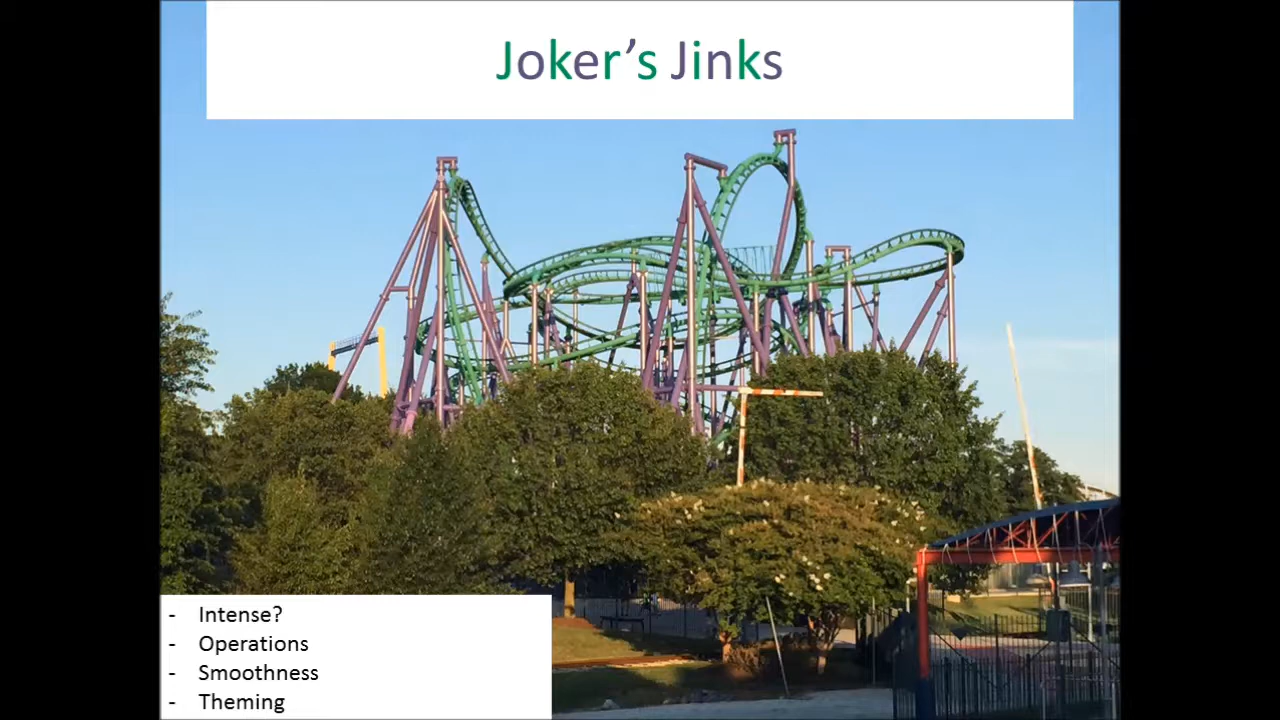 Joker’s Jinks
- Intense?
- Operations
- Smoothness
- Theming